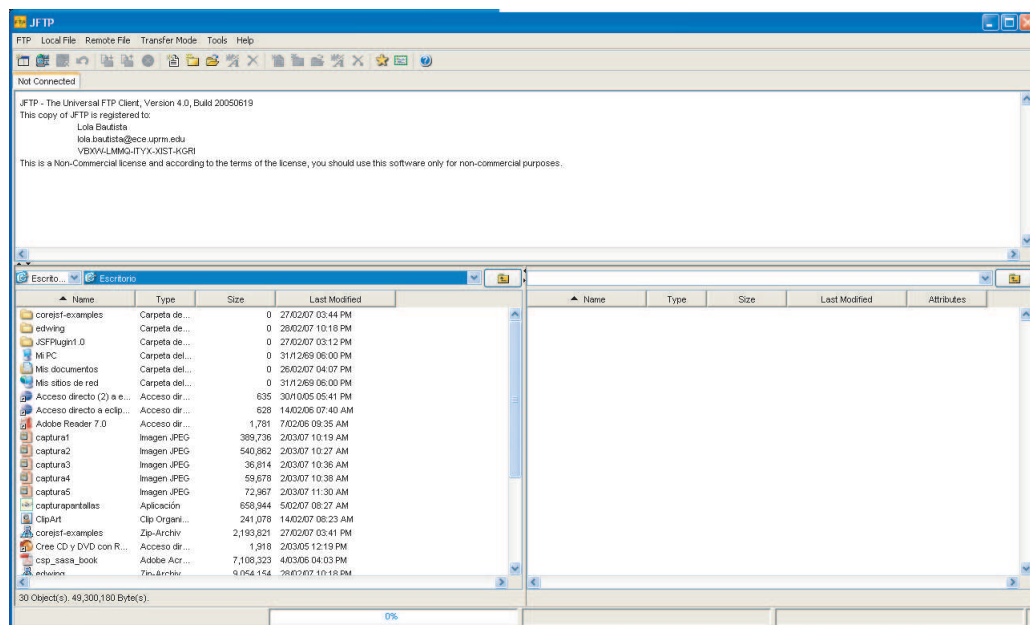 JFTP
FTP Local File Remote File Transfer Mode Tools Help
Not Connected
JFTP - The Universal FTP Client, Version 4.0, Build 20050619
This copy of JFTP is registered to:
Lola Bautista
lola.bautista@ece.uprm.edu
VBXW-LMMQ-ITYX-XIST-KGRI
This is a Non-Commercial license and according to the terms of the license, you should use this software only for non-commercial purposes.
Escrito... Escritorio
Name Type Size Last Modified Name Type Size Last Modified Attributes
corejsf-examples Carpeta de... 0 27/02/07 03:44 PM
edwing Carpeta de... 0 28/02/07 10:18 PM
JSFPlugin1.0 Carpeta de... 0 27/02/07 03:12 PM
Mi PC Carpeta del... 0 31/12/69 06:00 PM
Mis documentos Carpeta del... 0 26/02/07 04:07 PM
Mis sitios de red Carpeta del... 0 31/12/69 06:00 PM
Acceso directo (2) a e... Acceso dir... 635 30/10/05 05:41 PM
Acceso directo a eclip... Acceso dir... 628 14/02/06 07:40 AM
Adobe Reader 7.0 Acceso dir... 1,781 7/02/06 09:35 AM
captura1 Imagen JPEG 389,736 2/03/07 10:19 AM
captura2 Imagen JPEG 540,862 2/03/07 10:27 AM
captura3 Imagen JPEG 36,814 2/03/07 10:36 AM
captura4 Imagen JPEG 59,678 2/03/07 10:38 AM
captura5 Imagen JPEG 72,967 2/03/07 11:30 AM
capturapantallas Aplicación 658,944 5/02/07 08:27 AM
ClipArt Clip Organi... 241,078 14/02/07 08:23 AM
corejsf-examples Zip-Archiv 2,193,821 27/02/07 03:41 PM
Cree CD y DVD con R... Acceso dir... 1,918 2/03/05 12:19 PM
csp_sasa_book Adobe Acr... 7,108,323 4/03/06 04:03 PM
edwing Zip-Archiv 9,054,154 28/02/07 10:18 PM
30 Object(s). 49,300,180 Byte(s).
0%